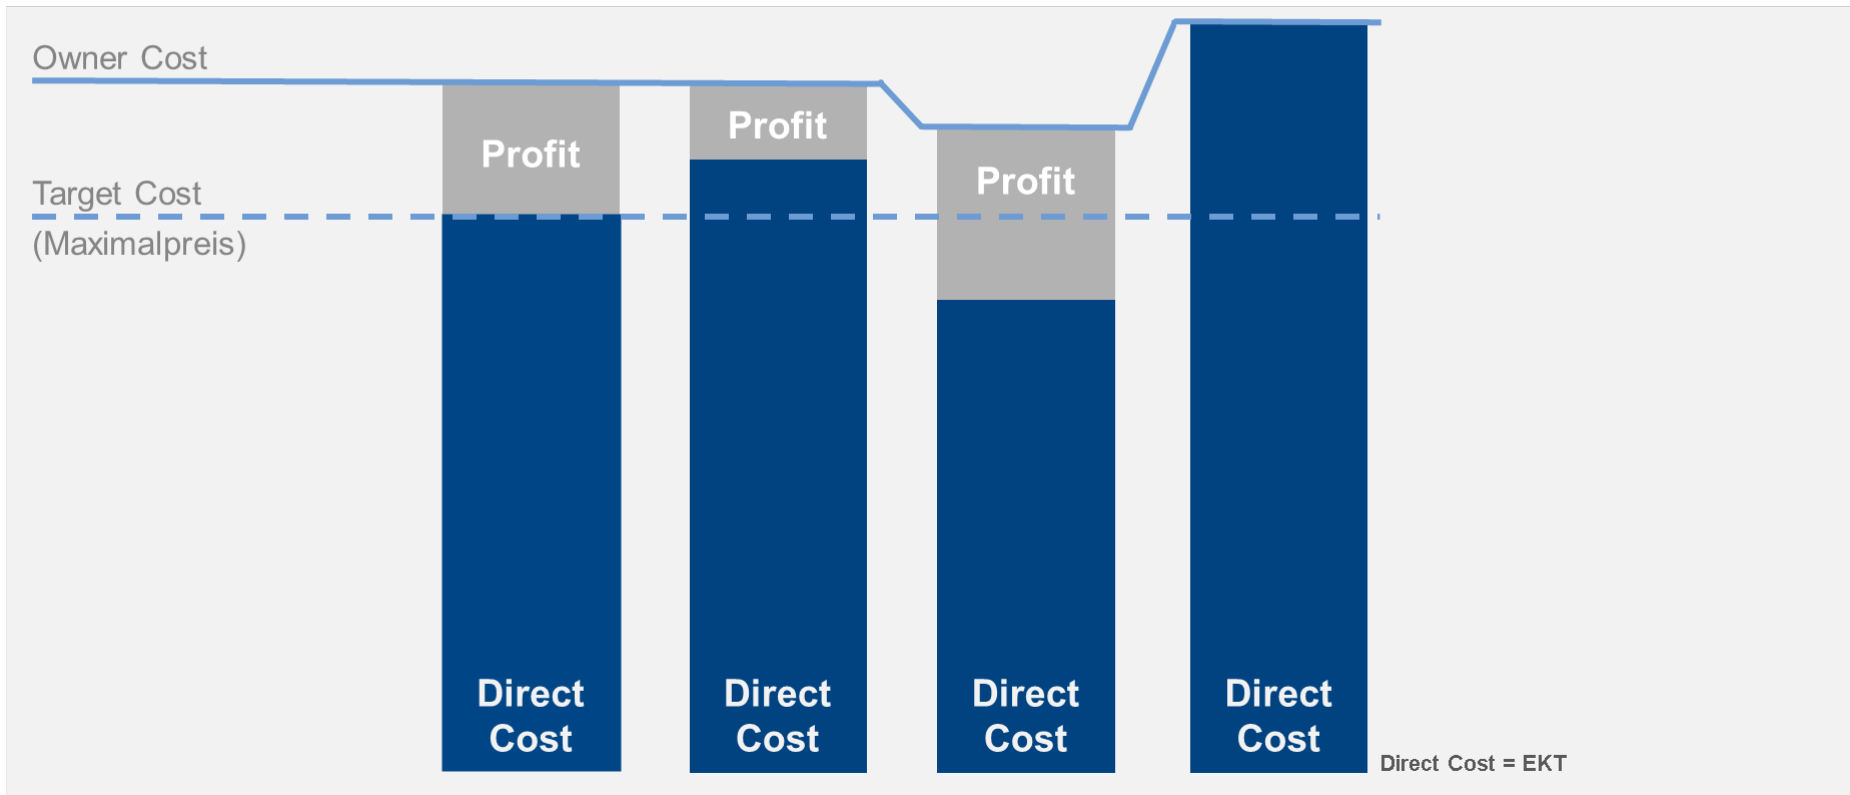 Owner Cost
Target Cost
(Maximalpreis)
Profit
Profit
Profit
Direct
Cost
Direct
Cost
Direct
Cost
Direct
Cost
Direct Cost = EKT